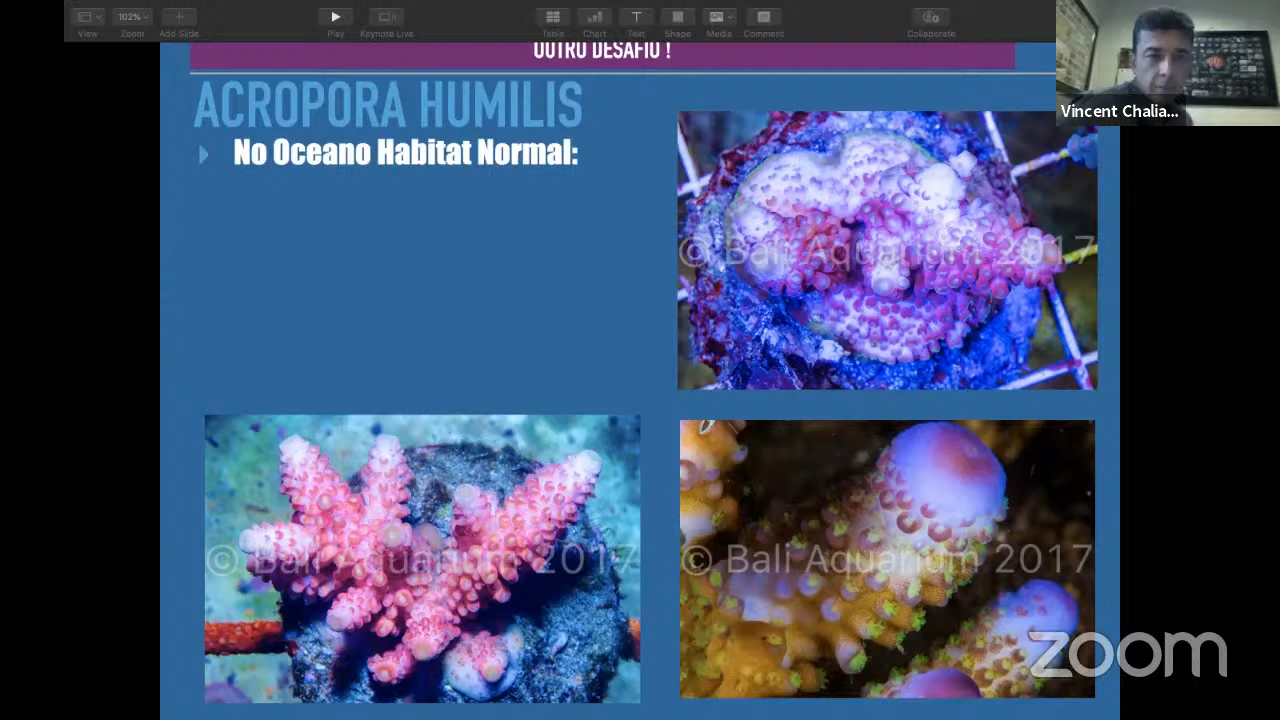 102%
View Zoom Add Slide Play Keynote Live Table Chart Text Shape Media Comment Collaborate
Vincent Chalia...
OUTRO DESAFIO !
ACROPORA HUMILIS
No Oceano Habitat Normal:
© Bali Aquarium 2017
© Bali Aquarium 2017
© Bali Aquarium 2017
zoom